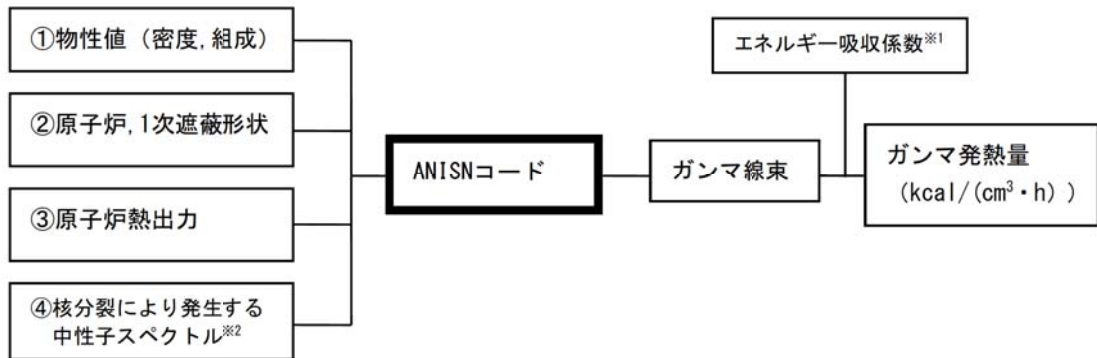 ①物性値（密度,組成）
②原子炉,1次遮蔽形状
③原子炉熱出力
④核分裂により発生する
中性子スペクトル※2
ANISNコード
ガンマ線束
エネルギー吸収係数※1
ガンマ発熱量
（kcal/(cm³・h)）